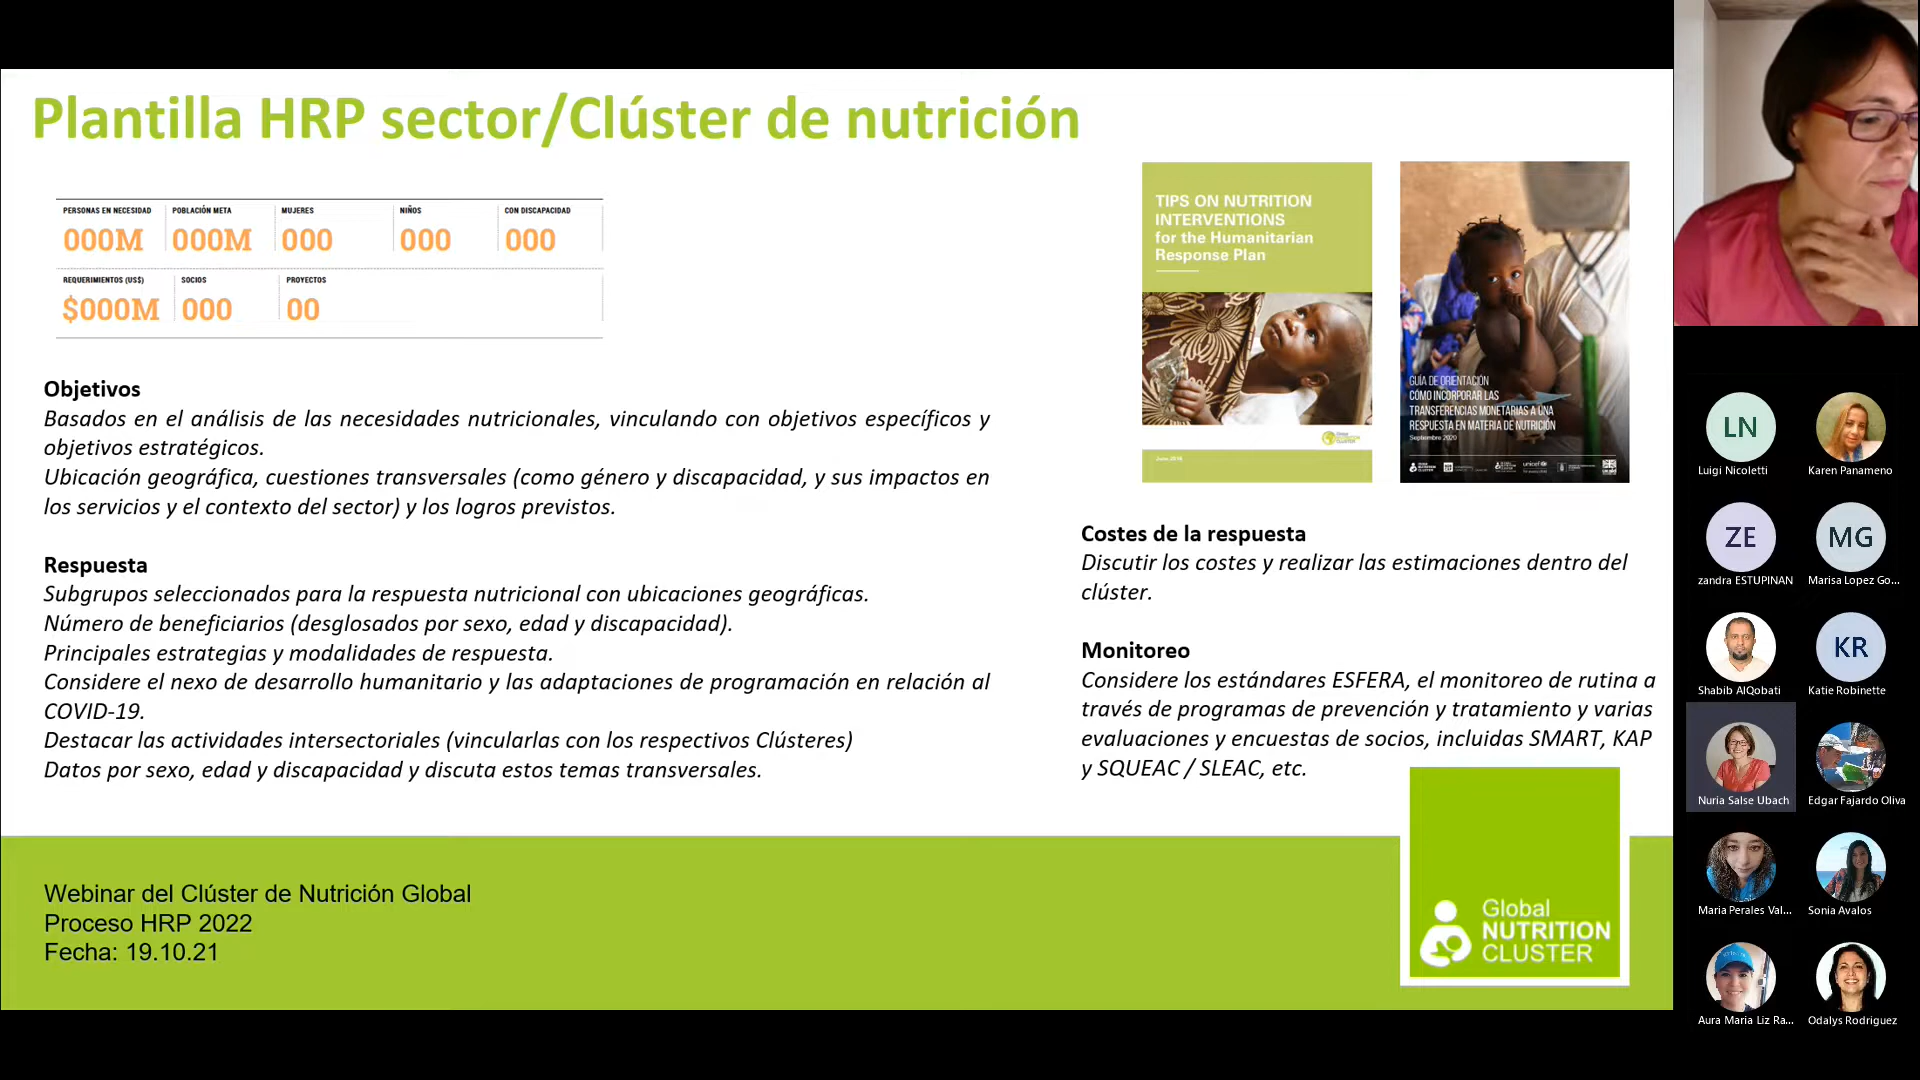 Plantilla HRP sector/Clúster de nutrición
PERSONAS EN NECESIDAD
POBLACIÓN META
MUJERES
NIÑOS
CON DISCAPACIDAD
000M
000M
000
000
000
REQUERIMIENTOS (US$)
SOCIOS
PROYECTOS
$000M
000
00
Objetivos
Basados en el análisis de las necesidades nutricionales, vinculando con objetivos específicos y
objetivos estratégicos.
Ubicación geográfica, cuestiones transversales (como género y discapacidad, y sus impactos en
los servicios y el contexto del sector) y los logros previstos.
Respuesta
Subgrupos seleccionados para la respuesta nutricional con ubicaciones geográficas.
Número de beneficiarios (desglosados por sexo, edad y discapacidad).
Principales estrategias y modalidades de respuesta.
Considere el nexo de desarrollo humanitario y las adaptaciones de programación en relación al
COVID-19.
Destacar las actividades intersectoriales (vincularlas con los respectivos Clústeres)
Datos por sexo, edad y discapacidad y discuta estos temas transversales.
TIPS ON NUTRITION
INTERVENTIONS
for the Humanitarian
Response Plan
GUÍA DE ORIENTACIÓN
CÓMO INCORPORAR LAS
TRANSFERENCIAS MONETARIAS A UNA
RESPUESTA EN MATERIA DE NUTRICIÓN
Septiembre 2020
unicef
Costes de la respuesta
Discutir los costes y realizar las estimaciones dentro del
clúster.
Monitoreo
Considere los estándares ESFERA, el monitoreo de rutina a
través de programas de prevención y tratamiento y varias
evaluaciones y encuestas de socios, incluidas SMART, KAP
y SQUEAC / SLEAC, etc.
Webinar del Clúster de Nutrición Global
Proceso HRP 2022
Fecha: 19.10.21
Global
NUTRITION
CLUSTER
LN
Luigi Nicoletti
Karen Panameno
ZE
zandra ESTUPINAN
MG
Marisa Lopez Go...
Shabib AlQobati
KR
Katie Robinette
Nuria Salse Ubach
Edgar Fajardo Oliva
Maria Perales Val...
Sonia Avalos
Aura Maria Liz Ra...
Odalys Rodriguez